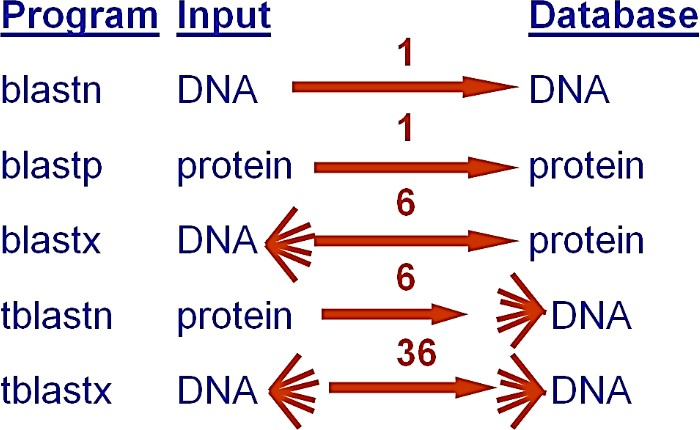 Program Input Database
1
blastn DNA DNA
1
blastp protein protein
6
blastx DNA protein
6
tblastn protein DNA
36
tblastx DNA DNA